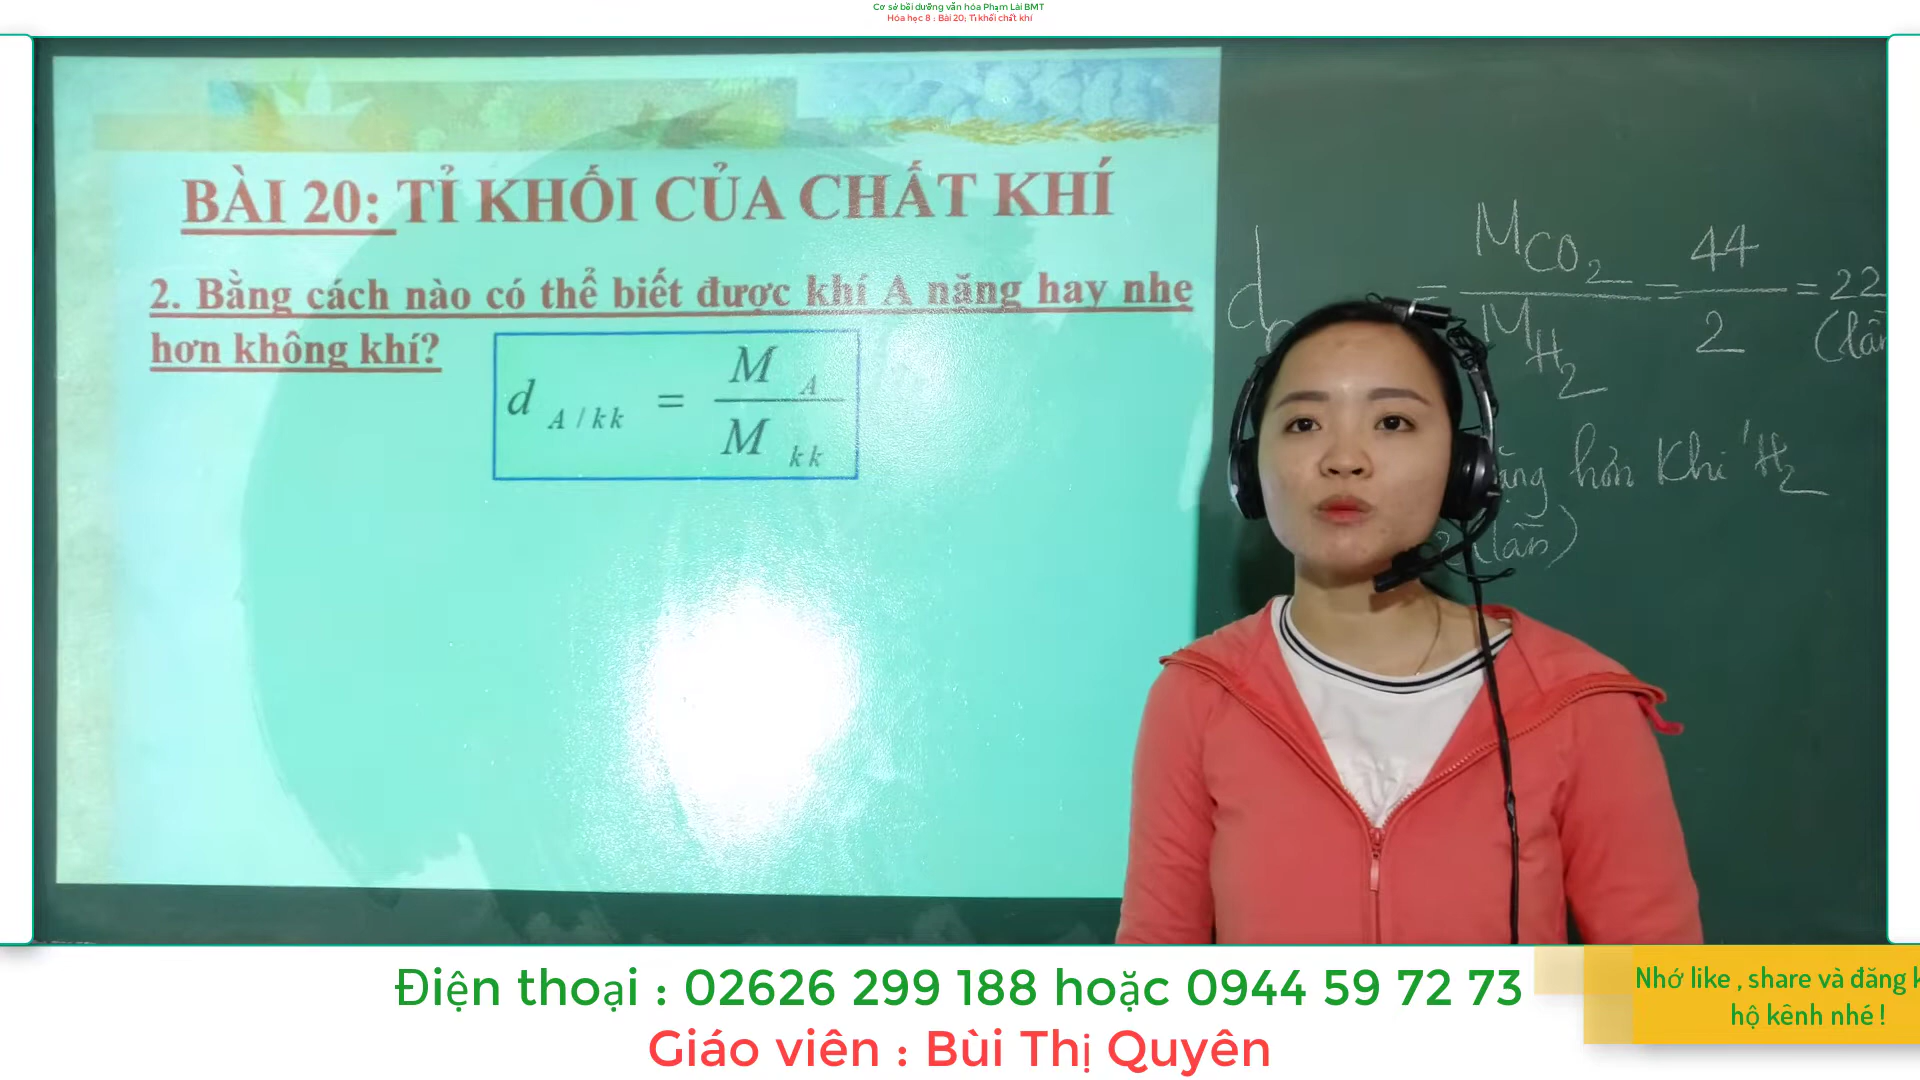 Cơ sở bồi dưỡng văn hóa Phạm Lài BMT
Hóa học 8 : Bài 20: Tỉ khối chất khí
BÀI 20: TỈ KHỐI CỦA CHẤT KHÍ
2. Bằng cách nào có thể biết được khí A nặng hay nhẹ
hơn không khí?
d A/kk = M A / M kk
d = M CO2 / M H2 = 44 / 2 = 22
(lần
hơn khí H2
(lần)
Điện thoại : 02626 299 188 hoặc 0944 59 72 73
Giáo viên : Bùi Thị Quyên
Nhớ like , share và đăng
hộ kênh nhé !